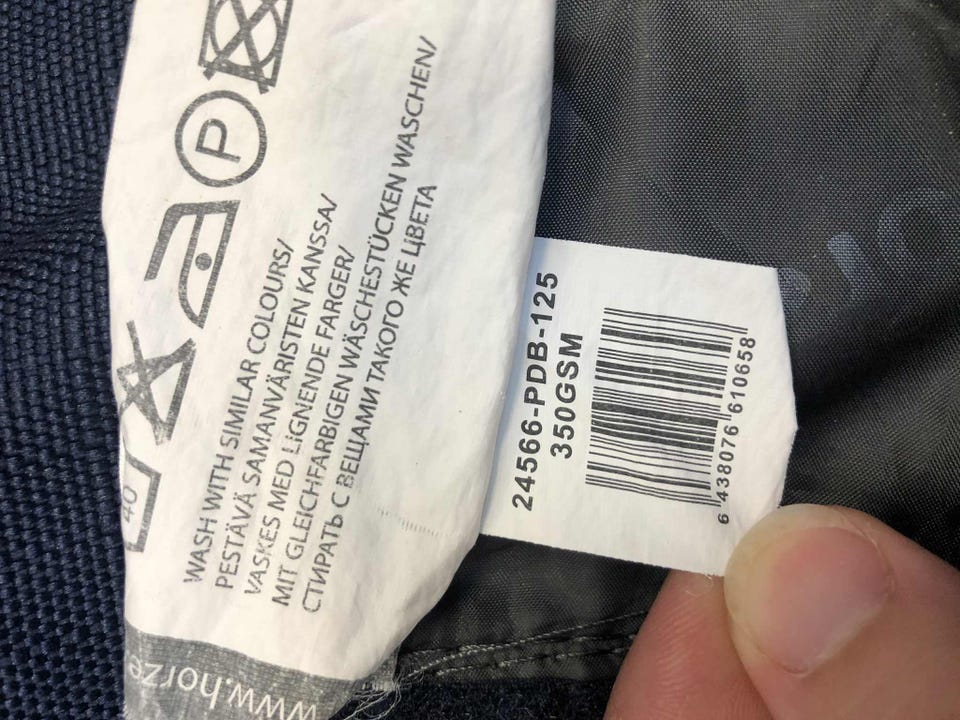 40
P
WASH WITH SIMILAR COLOURS/
PESTÄVÄ SAMANVÄRISTEN KANSSA/
VASKES MED LIGNENDE FARGER/
MIT GLEICHFARBIGEN WÄSCHESTÜCKEN WASCHEN/
СТИРАТЬ С ВЕЩАМИ ТАКОГО ЖЕ ЦВЕТА
www.horze
24566-PDB-125
350GSM
6 438076 610658